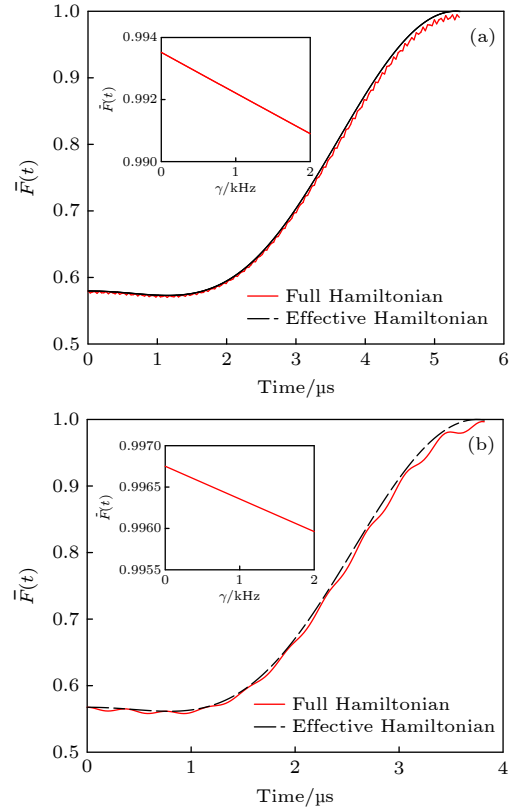 (a)
1.0
0.9
0.8
0.7
0.6
0.5
F̄(t)
0.994
0.992
0.990
F̄(t)
0
1
2
γ/kHz
Full Hamiltonian
Effective Hamiltonian
0
1
2
3
4
5
6
Time/µs
(b)
1.0
0.9
0.8
0.7
0.6
0.5
F̄(t)
0.9970
0.9965
0.9960
0.9955
F̄(t)
0
1
2
γ/kHz
Full Hamiltonian
Effective Hamiltonian
0
1
2
3
4
Time/µs